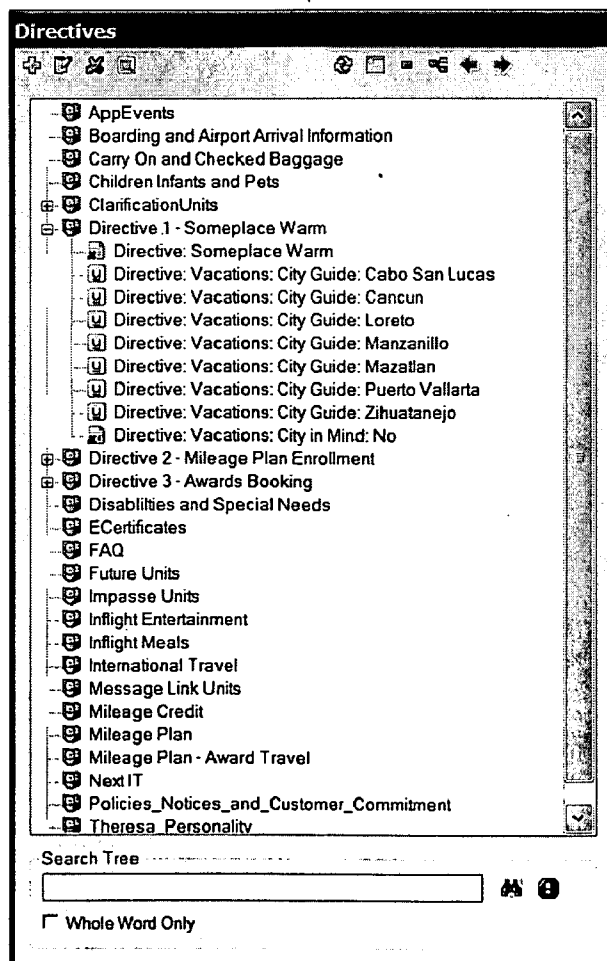 Directives
AppEvents
Boarding and Airport Arrival Information
Carry On and Checked Baggage
Children Infants and Pets
ClarificationUnits
Directive 1 - Someplace Warm
Directive: Someplace Warm
Directive: Vacations: City Guide: Cabo San Lucas
Directive: Vacations: City Guide: Cancun
Directive: Vacations: City Guide: Loreto
Directive: Vacations: City Guide: Manzanillo
Directive: Vacations: City Guide: Mazatlan
Directive: Vacations: City Guide: Puerto Vallarta
Directive: Vacations: City Guide: Zihuatanejo
Directive: Vacations: City in Mind: No
Directive 2 - Mileage Plan Enrollment
Directive 3 - Awards Booking
Disablilties and Special Needs
ECertificates
FAQ
Future Units
Impasse Units
Inflight Entertainment
Inflight Meals
International Travel
Message Link Units
Mileage Credit
Mileage Plan
Mileage Plan - Award Travel
Next IT
Policies_Notices_and_Customer_Commitment
Theresa_Personality
Search Tree
Whole Word Only